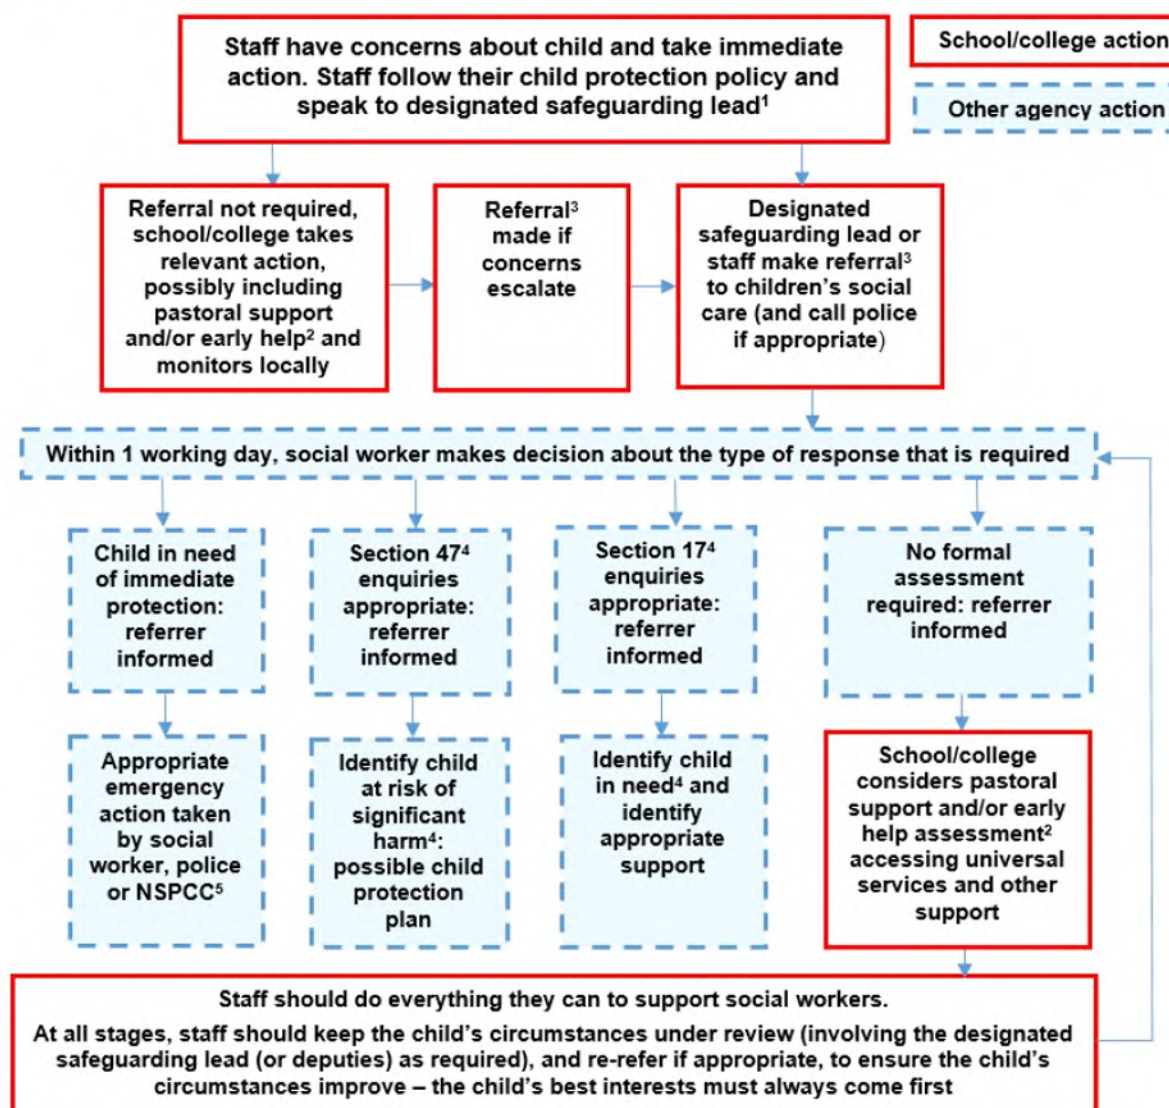 Staff have concerns about child and take immediate
action. Staff follow their child protection policy and
speak to designated safeguarding lead¹
School/college action
Other agency action
Referral not required,
school/college takes
relevant action,
possibly including
pastoral support
and/or early help² and
monitors locally
Referral³
made if
concerns
escalate
Designated
safeguarding lead or
staff make referral³
to children's social
care (and call police
if appropriate)
Within 1 working day, social worker makes decision about the type of response that is required
Child in need
of immediate
protection:
referrer
informed
Section 47⁴
enquiries
appropriate:
referrer
informed
Section 17⁴
enquiries
appropriate:
referrer
informed
No formal
assessment
required: referrer
informed
Appropriate
emergency
action taken
by social
worker, police
or NSPCC⁵
Identify child
at risk of
significant
harm⁴:
possible child
protection
plan
Identify child
in need⁴ and
identify
appropriate
support
School/college
considers pastoral
support and/or early
help assessment²
accessing universal
services and other
support
Staff should do everything they can to support social workers.
At all stages, staff should keep the child's circumstances under review (involving the designated
safeguarding lead (or deputies) as required), and re-refer if appropriate, to ensure the child's
circumstances improve – the child's best interests must always come first